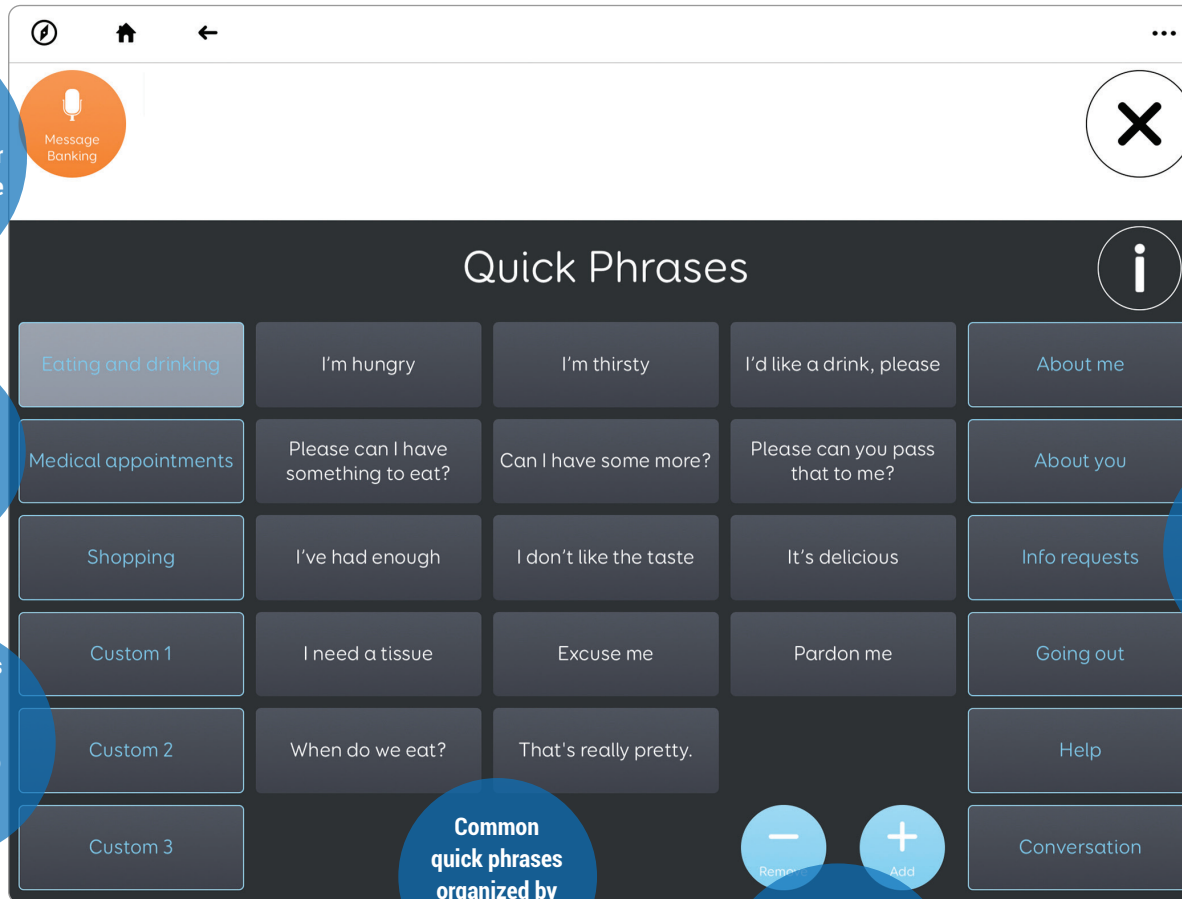 Message
Banking
Quick Phrases
Eating and drinking
I'm hungry
I'm thirsty
I'd like a drink, please
About me
Medical appointments
Please can I have
something to eat?
Can I have some more?
Please can you pass
that to me?
About you
Shopping
I've had enough
I don't like the taste
It's delicious
Info requests
Custom 1
I need a tissue
Excuse me
Pardon me
Going out
Custom 2
When do we eat?
That's really pretty.
Help
Custom 3
Common
quick phrases
organized by
Remove
Add
Conversation